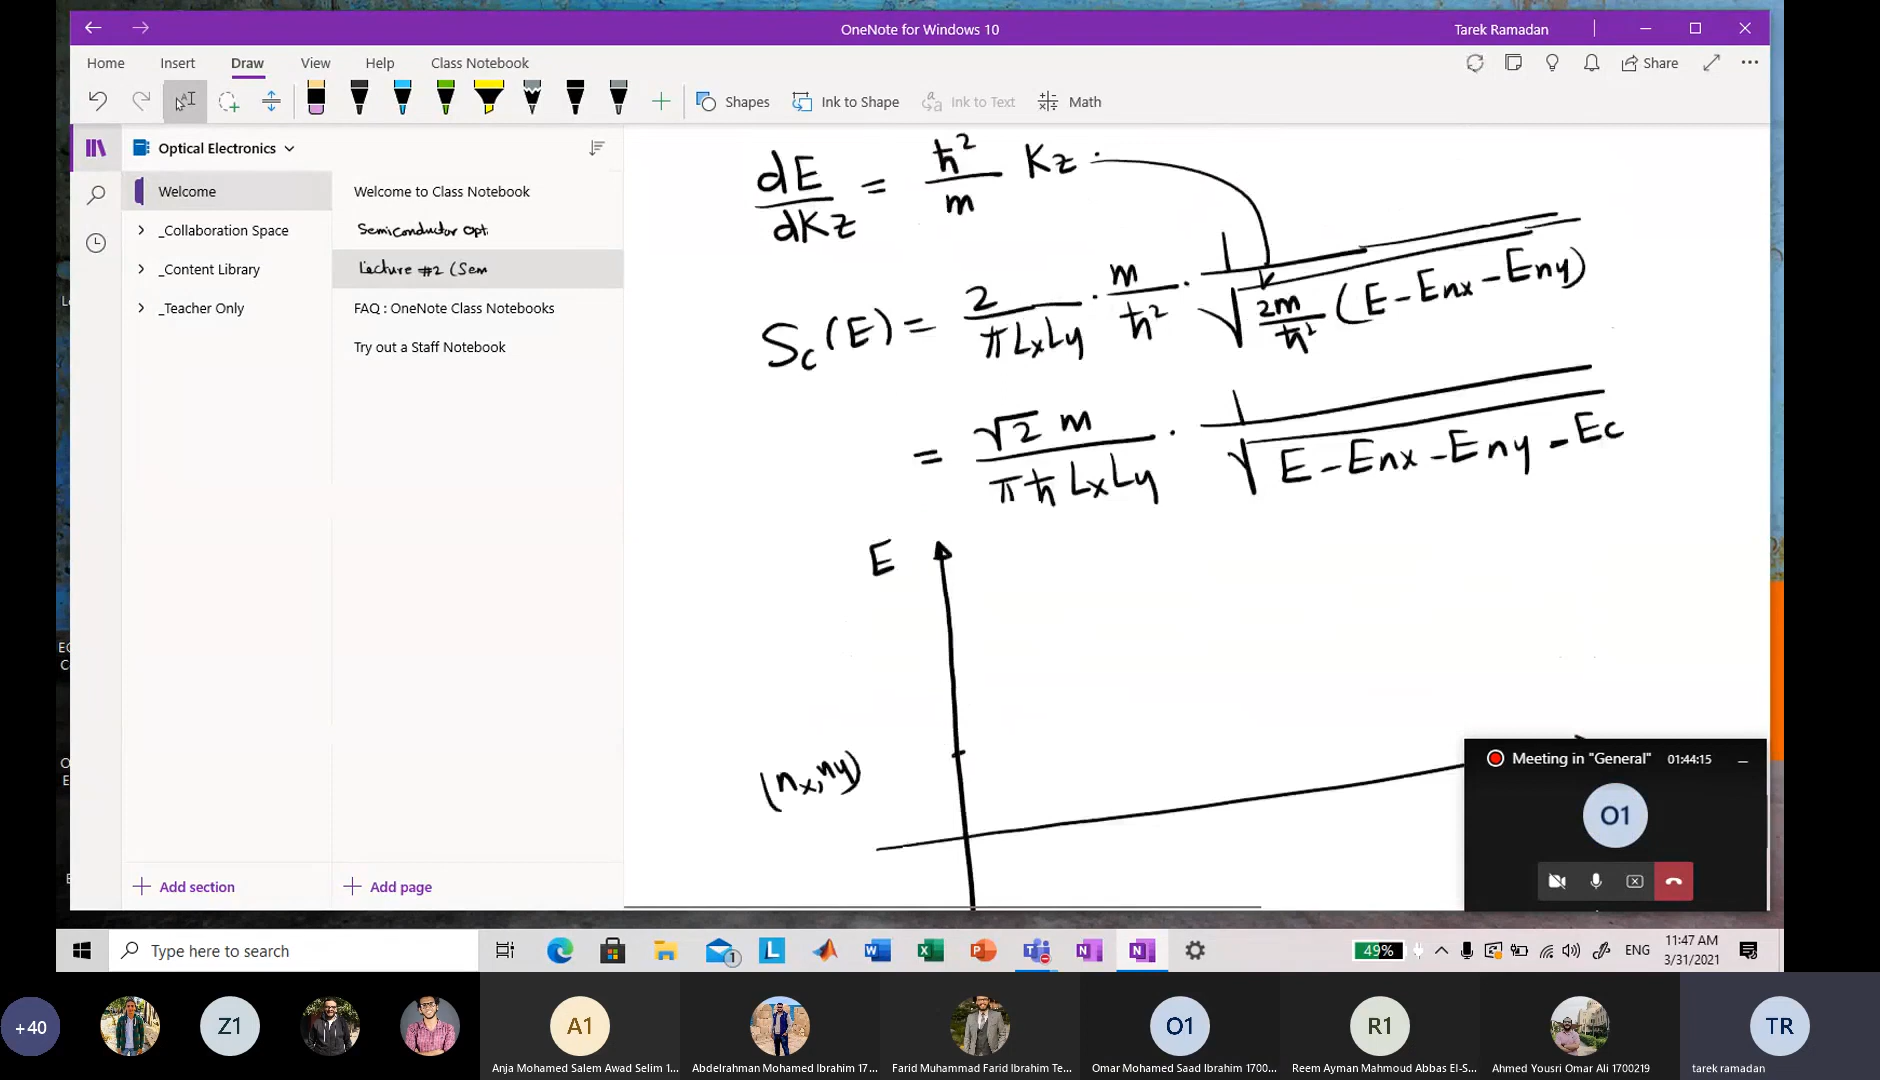 OneNote for Windows 10
Tarek Ramadan
Home Insert Draw View Help Class Notebook
Share
Shapes Ink to Shape Ink to Text Math
Optical Electronics
Welcome
_Collaboration Space
_Content Library
_Teacher Only
Welcome to Class Notebook
Semiconductor Opti
Lecture #2 (Sem
FAQ : OneNote Class Notebooks
Try out a Staff Notebook
Add section
Add page
dE/dKz = ħ²/m Kz
Sc(E) = 2/πLxLy · m/ħ² · 1/√(2m/ħ² (E - Enx - Eny))
= √2 m/πħLxLy · 1/√(E - Enx - Eny - Ec)
E
(nx, ny)
Meeting in "General" 01:44:15
O1
Type here to search
1
49%
ENG
11:47 AM
3/31/2021
+40
Z1
A1
Anja Mohamed Salem Awad Selim 1...
Abdelrahman Mohamed Ibrahim 17...
Farid Muhammad Farid Ibrahim Te...
O1
Omar Mohamed Saad Ibrahim 1700...
R1
Reem Ayman Mahmoud Abbas El-S...
Ahmed Yousri Omar Ali 1700219
TR
tarek ramadan